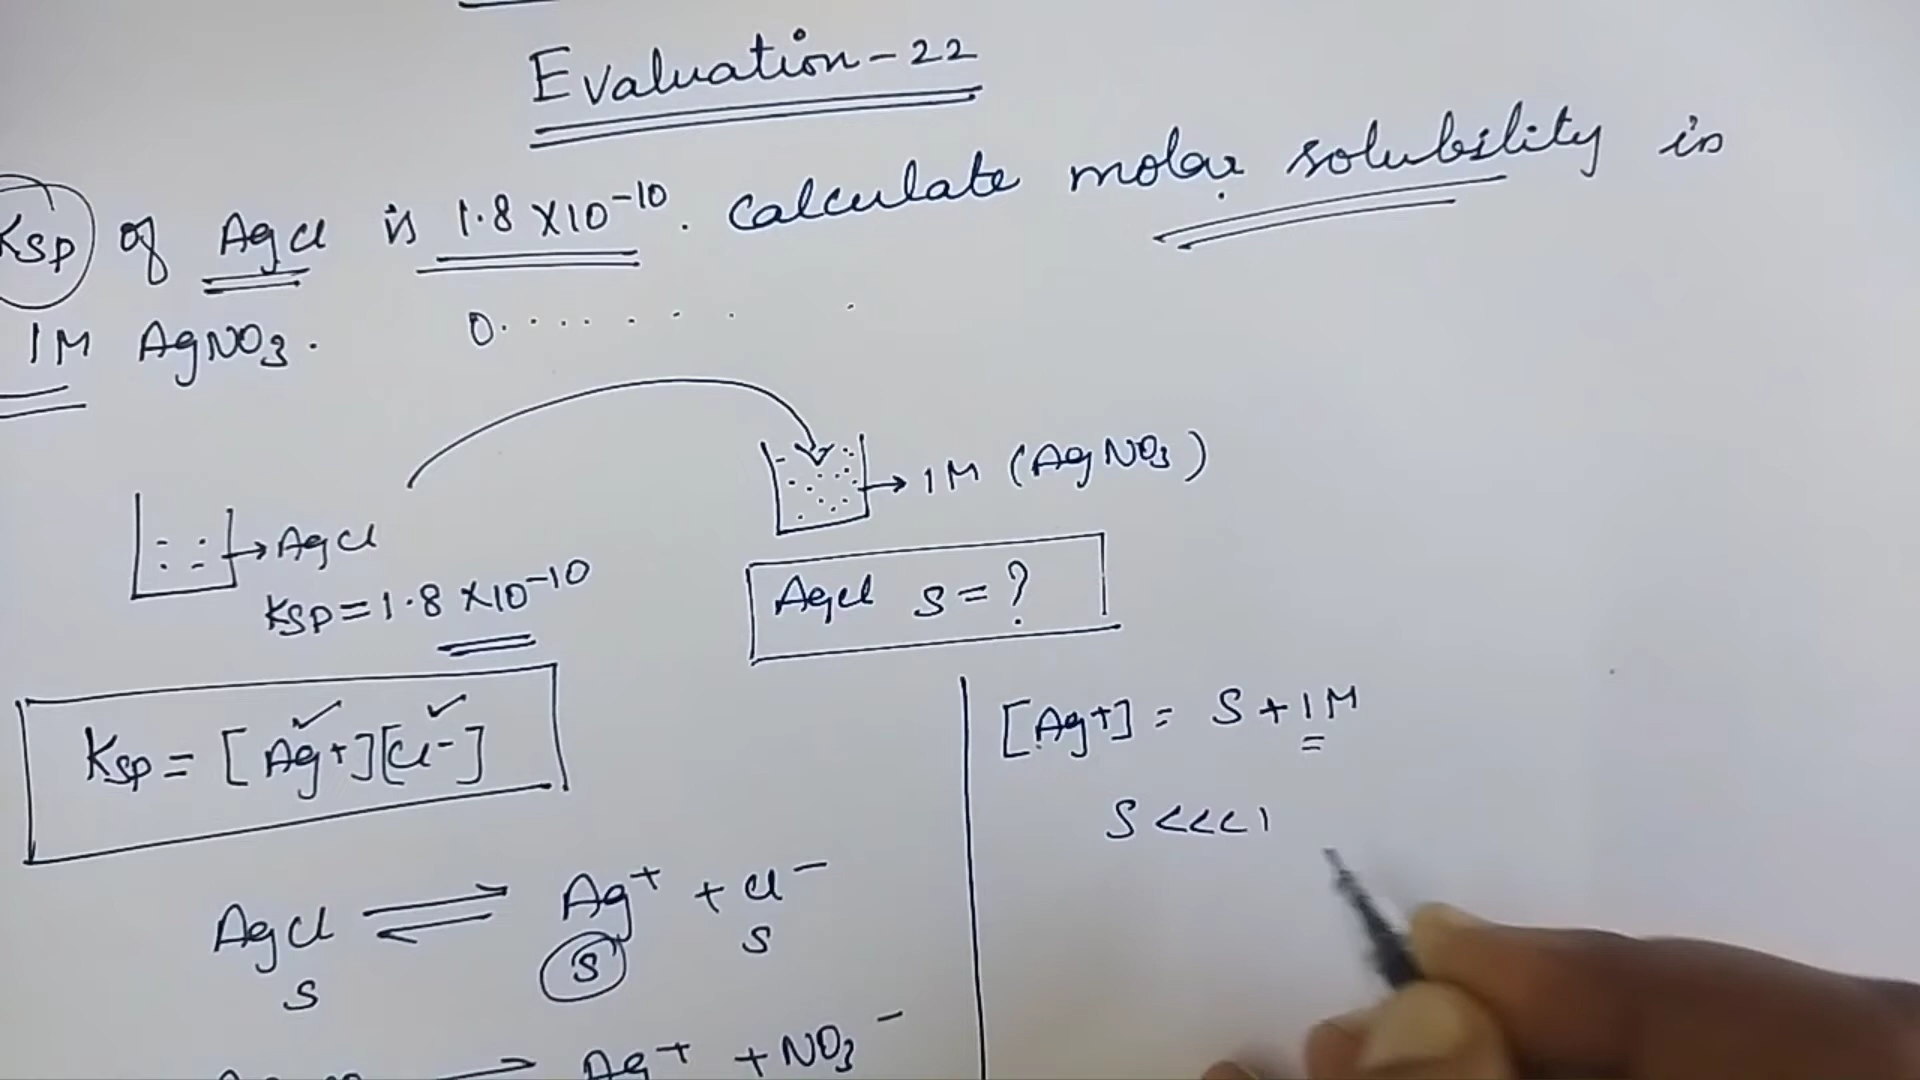 Evaluation-22
Ksp of AgCl is 1.8 X10⁻¹⁰. Calculate molar solubility in
1M AgNO₃. 0.......
→ 1M (AgNO₃)
→ AgCl
Ksp = 1.8 X10⁻¹⁰
AgCl S = ?
Ksp = [Ag+][Cl-]
AgCl ⇌ Ag⁺ + Cl⁻
S S S
Ag⁺ + NO₃⁻
[Ag+] = S + 1M
S <<< 1